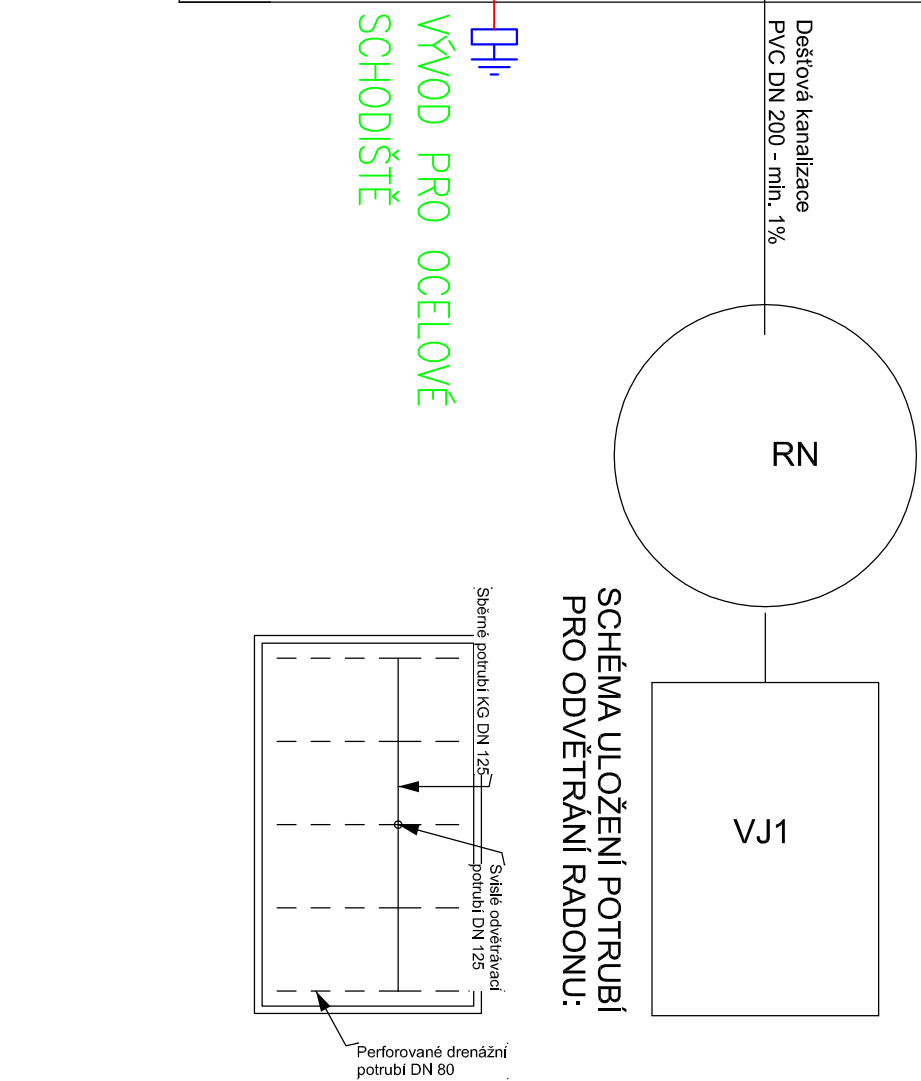 Dešťová kanalizace
PVC DN 200 - min. 1%
VÝVOD PRO OCELOVÉ
SCHODIŠTĚ
RN
SCHÉMA ULOŽENÍ POTRUBÍ
PRO ODVĚTRÁNÍ RADONU:
VJ1
Sběrné potrubí KG DN 125
Svislé odvětrávací
potrubí DN 125
Perforované drenážní
potrubí DN 80